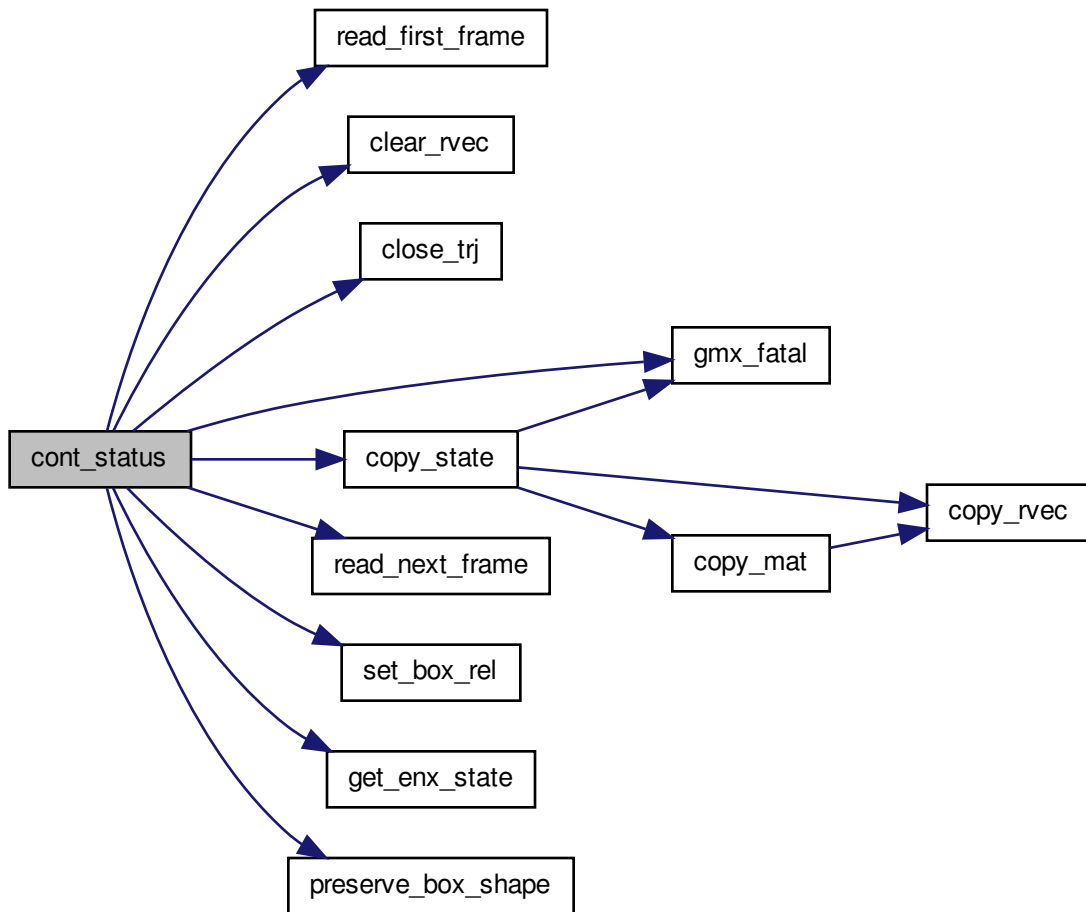 read_first_frame
clear_rvec
close_trj
gmx_fatal
cont_status
copy_state
copy_rvec
read_next_frame
copy_mat
set_box_rel
get_enx_state
preserve_box_shape